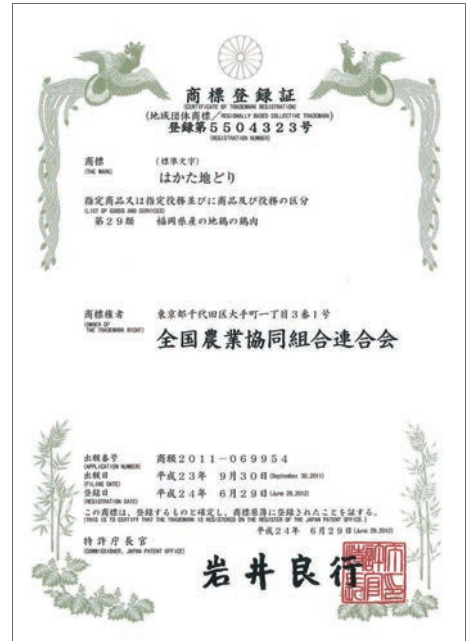 商標登録証
(CERTIFICATE OF TRADEMARK REGISTRATION)
(地域団体商標/REGIONALLY BASED COLLECTIVE TRADEMARK)
登録第5504323号
(REGISTRATION NUMBER)
商標 (標準文字)
(THE MARK)
はかた地どり
指定商品又は指定役務並びに商品及び役務の区分
(LIST OF GOODS AND SERVICES)
第29類 福岡県産の地鶏の鶏肉
商標権者 東京都千代田区大手町一丁目3番1号
(OWNER OF THE TRADEMARK RIGHT)
全国農業協同組合連合会
出願番号 商願2011-069954
(APPLICATION NUMBER)
出願日 平成23年 9月30日(September 30,2011)
(FILING DATE)
登録日 平成24年 6月29日(June 29,2012)
(REGISTRATION DATE)
この商標は、登録するものと確定し、商標原簿に登録されたことを証する。
(THIS IS TO CERTIFY THAT THE TRADEMARK IS REGISTERED ON THE REGISTER OF THE JAPAN PATENT OFFICE.)
平成24年 6月29日(June 29,2012)
特許庁長官
(COMMISSIONER, JAPAN PATENT OFFICE)
岩井良行